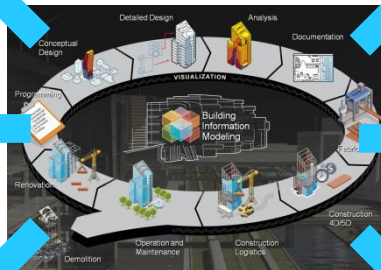 Detailed Design
Analysis
Conceptual
Design
Documentation
VISUALIZATION
Programming
Building
Information
Modeling
Fabrication
Renovation
Construction
4D/5D
Operation and
Maintenance
Construction
Logistics
Demolition